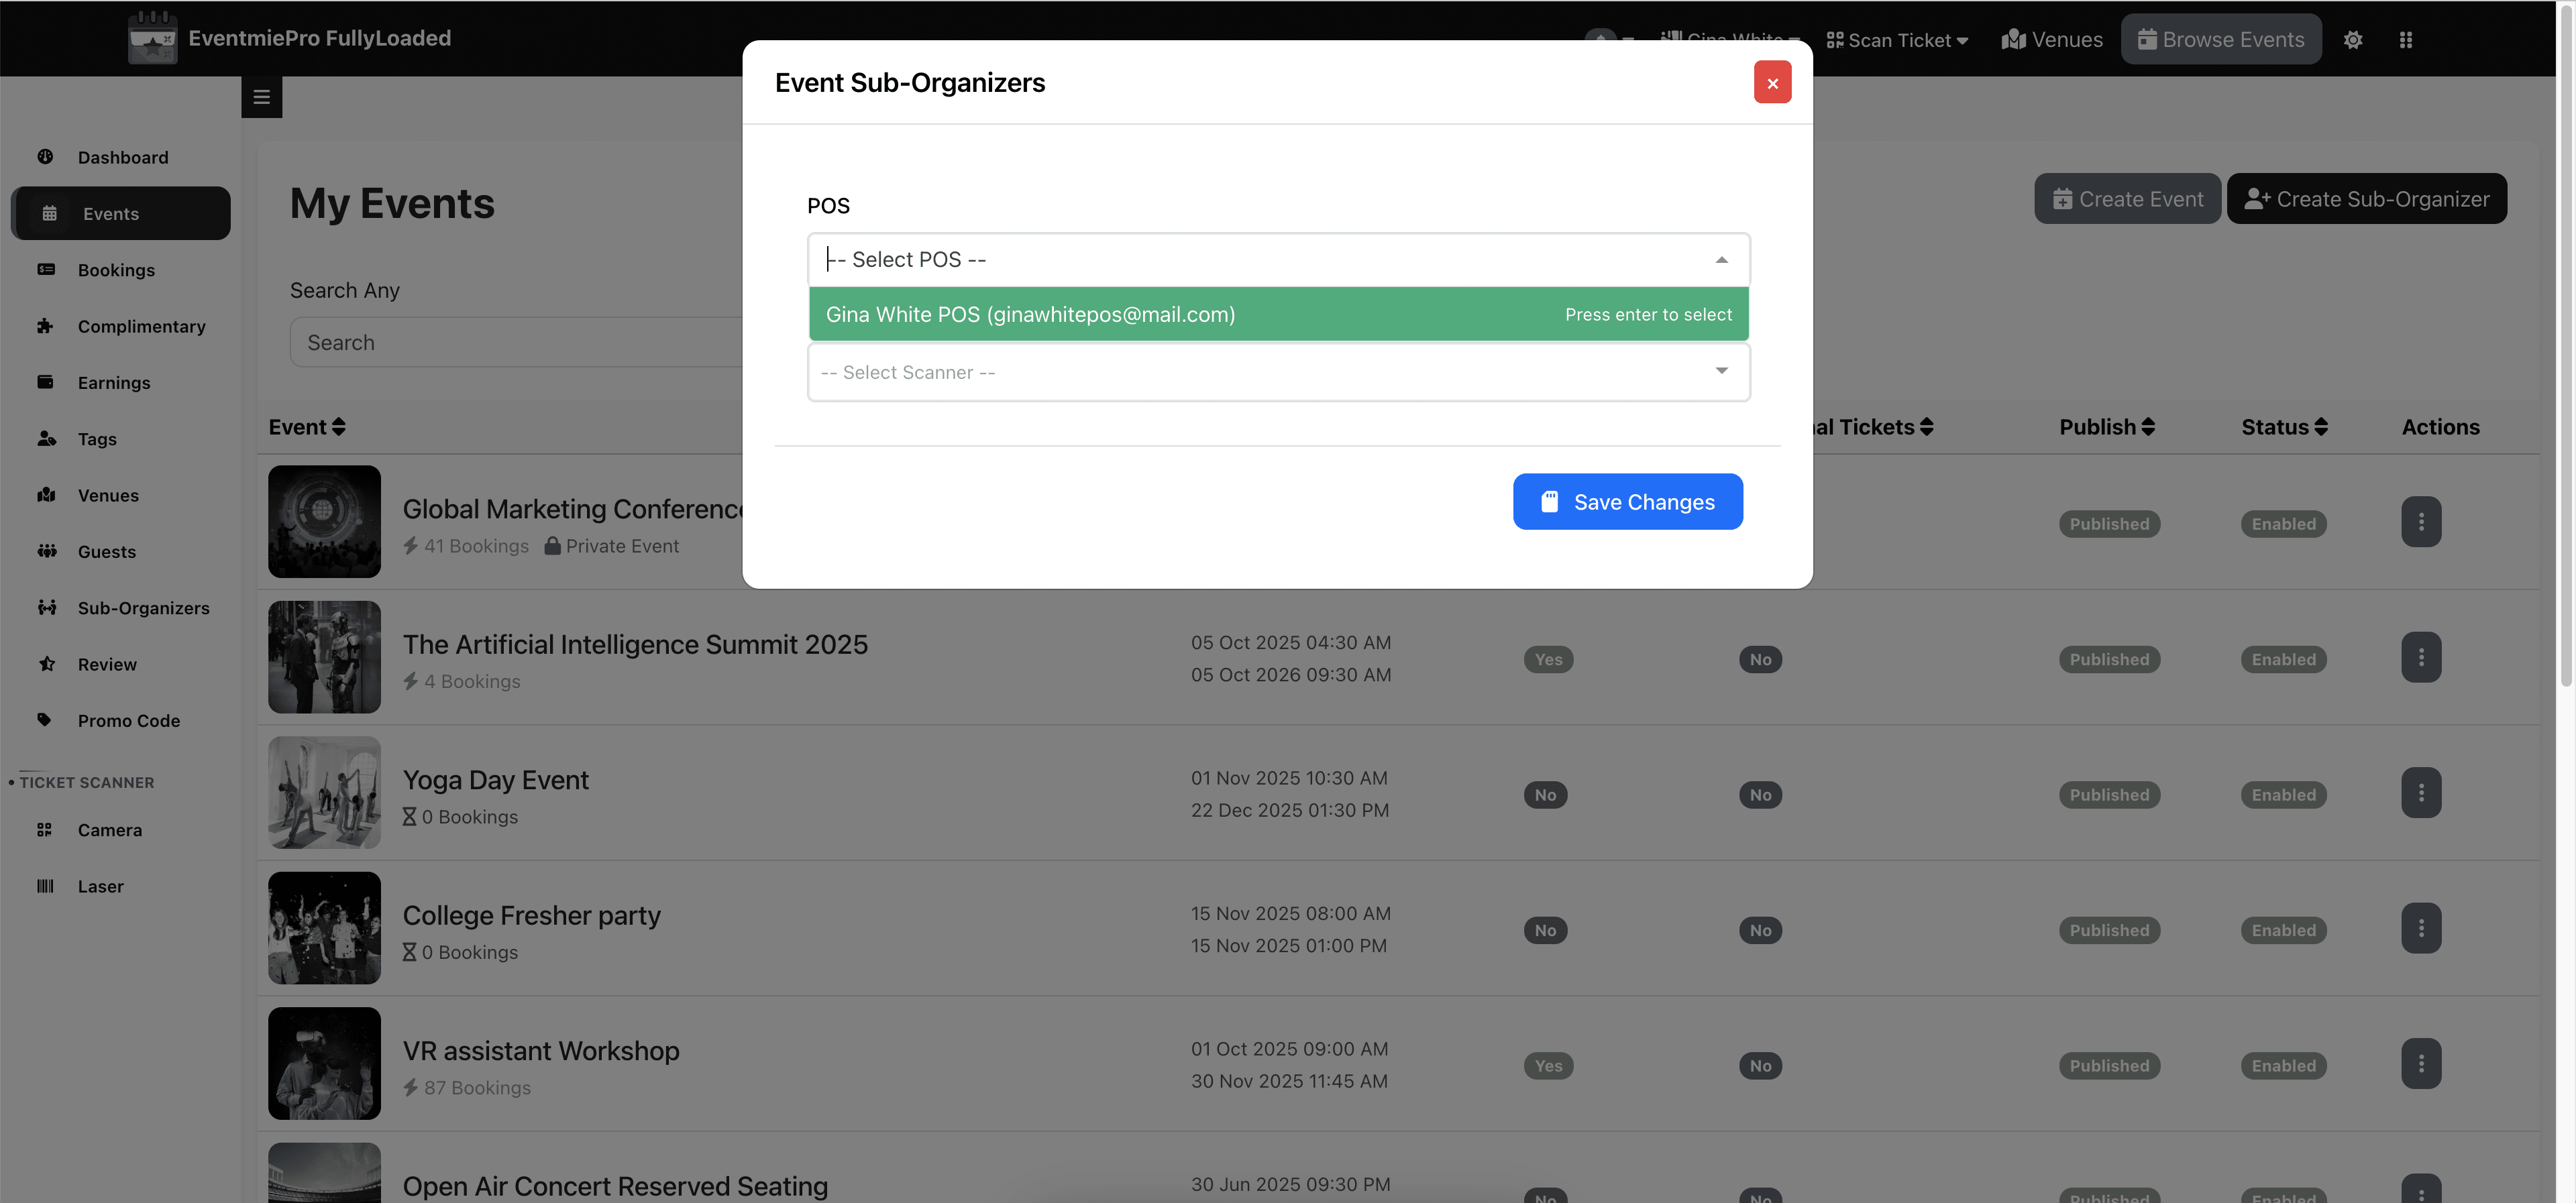 EventmiePro FullyLoaded
Gina White
Scan Ticket
Venues
Browse Events
Event Sub-Organizers
POS
-- Select POS --
Gina White POS (ginawhitepos@mail.com)
Press enter to select
-- Select Scanner --
Save Changes
Dashboard
Events
Bookings
Complimentary
Earnings
Tags
Venues
Guests
Sub-Organizers
Review
Promo Code
• TICKET SCANNER
Camera
Laser
My Events
Create Event
Create Sub-Organizer
Search Any
Search
Event
al Tickets
Publish
Status
Actions
Global Marketing Conference
41 Bookings
Private Event
Published
Enabled
The Artificial Intelligence Summit 2025
4 Bookings
05 Oct 2025 04:30 AM
05 Oct 2026 09:30 AM
Yes
No
Published
Enabled
Yoga Day Event
0 Bookings
01 Nov 2025 10:30 AM
22 Dec 2025 01:30 PM
No
No
Published
Enabled
College Fresher party
0 Bookings
15 Nov 2025 08:00 AM
15 Nov 2025 01:00 PM
No
No
Published
Enabled
VR assistant Workshop
87 Bookings
01 Oct 2025 09:00 AM
30 Nov 2025 11:45 AM
Yes
No
Published
Enabled
Open Air Concert Reserved Seating
30 Jun 2025 09:30 PM
No
No
Published
Enabled